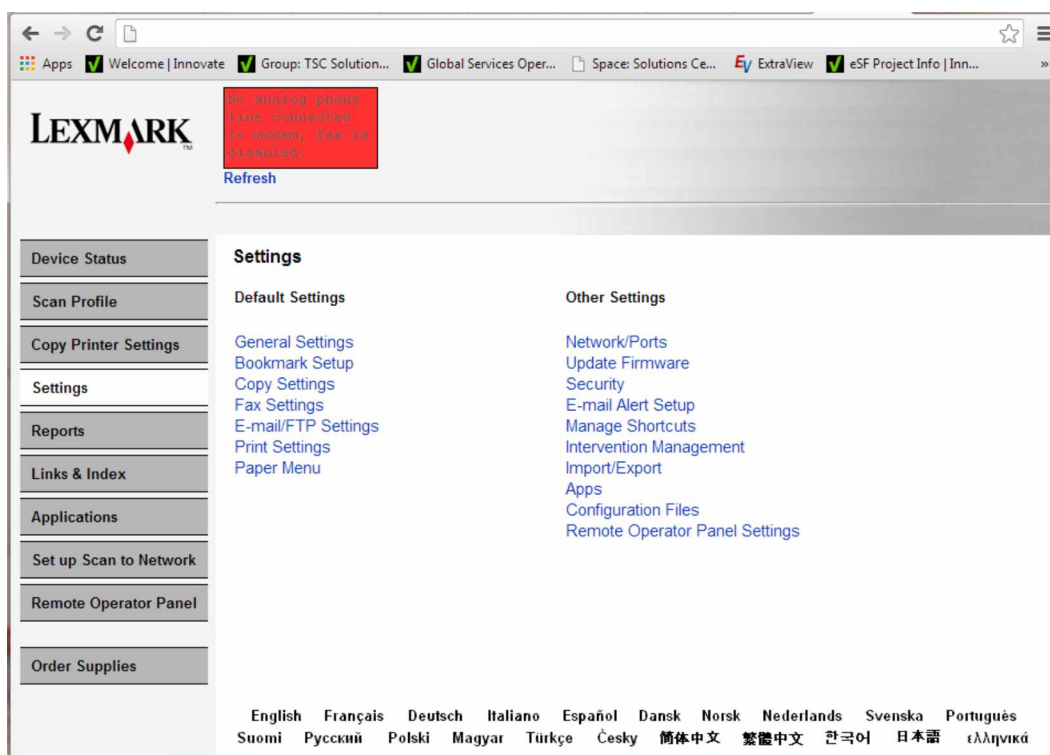 Apps Welcome | Innovate Group: TSC Solution... Global Services Oper... Space: Solutions Ce... EV ExtraView eSF Project Info | Inn... »
LEXMARK TM
No analog phone
line connected
to modem, fax is
disabled.
Refresh
Device Status
Scan Profile
Copy Printer Settings
Settings
Reports
Links & Index
Applications
Set up Scan to Network
Remote Operator Panel
Order Supplies
Settings
Default Settings
General Settings
Bookmark Setup
Copy Settings
Fax Settings
E-mail/FTP Settings
Print Settings
Paper Menu
Other Settings
Network/Ports
Update Firmware
Security
E-mail Alert Setup
Manage Shortcuts
Intervention Management
Import/Export
Apps
Configuration Files
Remote Operator Panel Settings
English Français Deutsch Italiano Español Dansk Norsk Nederlands Svenska Português
Suomi Русский Polski Magyar Türkçe Česky 简体中文 繁體中文 한국어 日本語 ελληνικά